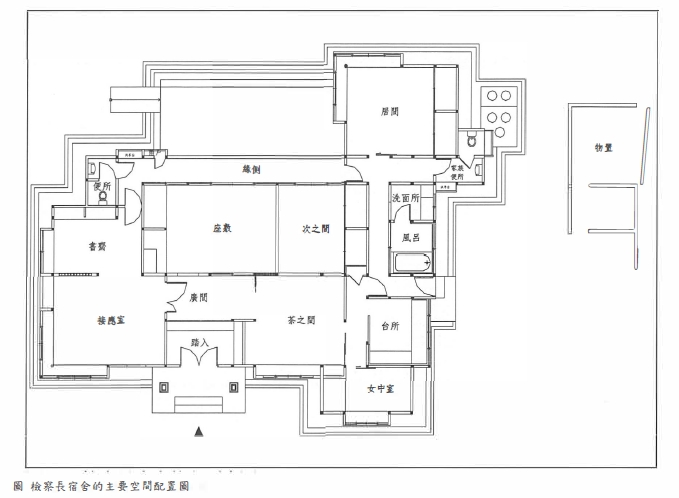 居間
物置
緣側
家族
便所
便所
洗面所
座敷
次之間
風呂
書齋
廣間
接應室
茶之間
台所
踏入
女中室
圖 檢察長宿舍的主要空間配置圖